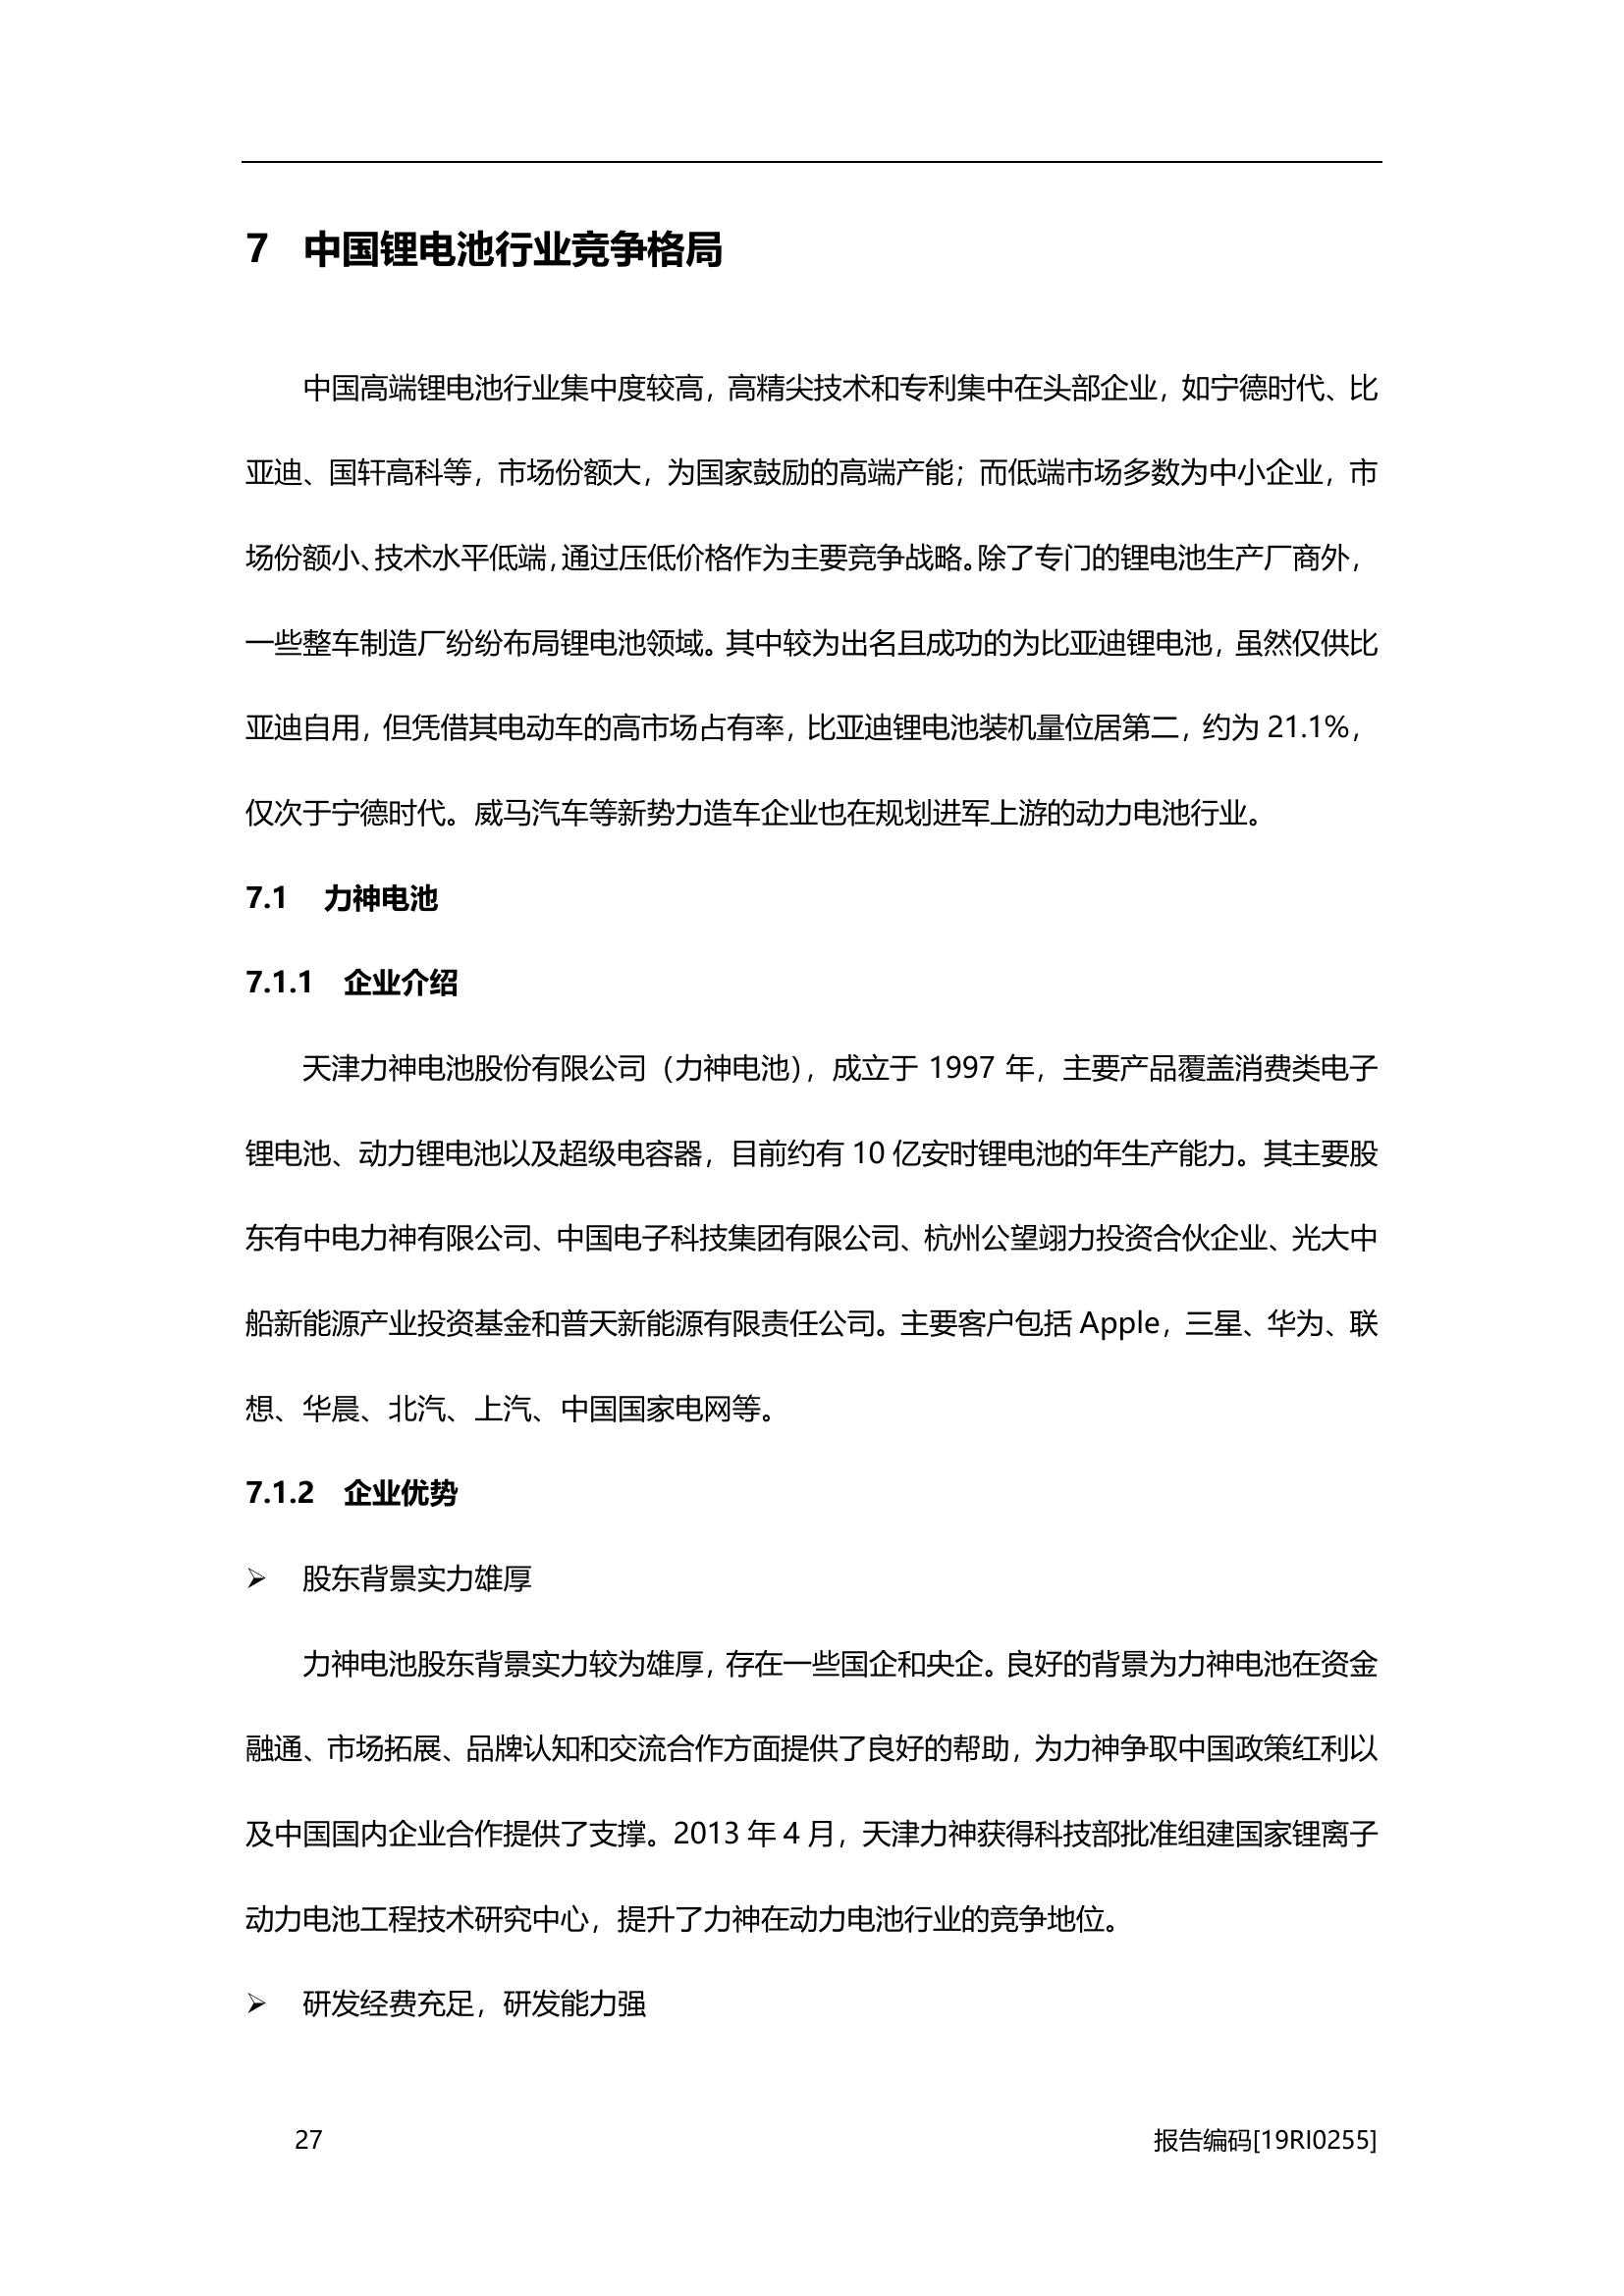 7 中国锂电池行业竞争格局
中国高端锂电池行业集中度较高，高精尖技术和专利集中在头部企业，如宁德时代、比
亚迪、国轩高科等，市场份额大，为国家鼓励的高端产能；而低端市场多数为中小企业，市
场份额小、技术水平低端，通过压低价格作为主要竞争战略。除了专门的锂电池生产厂商外，
一些整车制造厂纷纷布局锂电池领域。其中较为出名且成功的为比亚迪锂电池，虽然仅供比
亚迪自用，但凭借其电动车的高市场占有率，比亚迪锂电池装机量位居第二，约为 21.1%，
仅次于宁德时代。威马汽车等新势力造车企业也在规划进军上游的动力电池行业。
7.1 力神电池
7.1.1 企业介绍
天津力神电池股份有限公司（力神电池），成立于 1997 年，主要产品覆盖消费类电子
锂电池、动力锂电池以及超级电容器，目前约有 10 亿安时锂电池的年生产能力。其主要股
东有中电力神有限公司、中国电子科技集团有限公司、杭州公望翊力投资合伙企业、光大中
船新能源产业投资基金和普天新能源有限责任公司。主要客户包括 Apple，三星、华为、联
想、华晨、北汽、上汽、中国国家电网等。
7.1.2 企业优势
➢ 股东背景实力雄厚
力神电池股东背景实力较为雄厚，存在一些国企和央企。良好的背景为力神电池在资金
融通、市场拓展、品牌认知和交流合作方面提供了良好的帮助，为力神争取中国政策红利以
及中国国内企业合作提供了支撑。2013 年 4 月，天津力神获得科技部批准组建国家锂离子
动力电池工程技术研究中心，提升了力神在动力电池行业的竞争地位。
➢ 研发经费充足，研发能力强
27 报告编码[19RI0255]